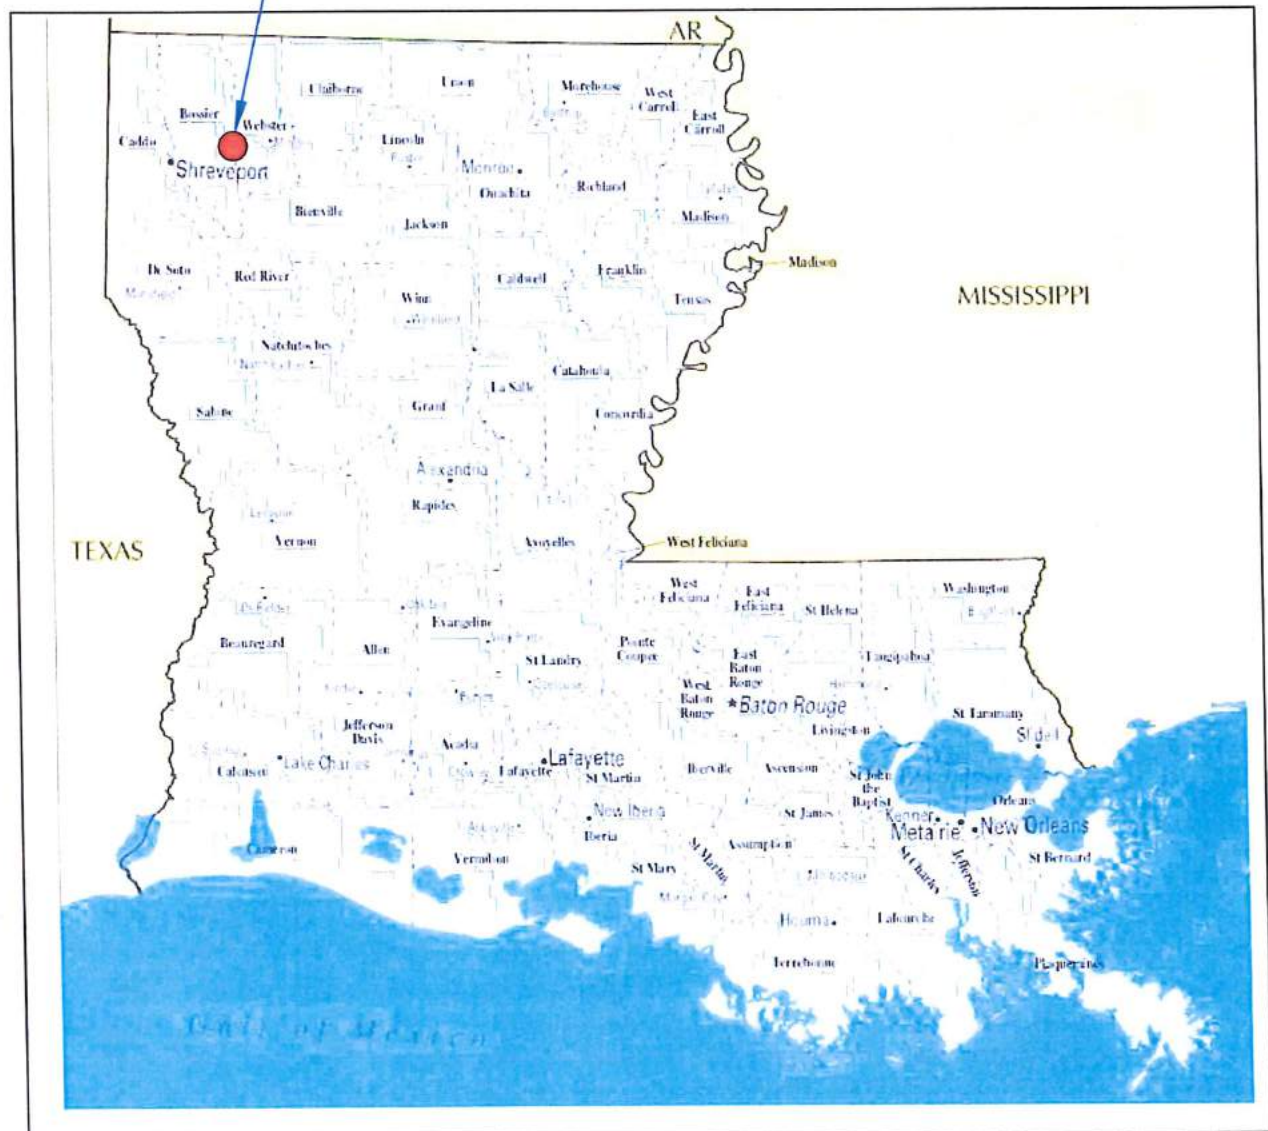 AR
Claiborne
Union
Morehouse
West
Carroll
East
Carroll
Bossier
Webster
Caddo
Lincoln
Shreveport
Monroe
Ouachita
Richland
Bienville
Jackson
Madison
De Soto
Red River
Caldwell
Franklin
Madison
Winn
Tensas
MISSISSIPPI
Natchitoches
Catahoula
La Salle
Sabine
Grant
Concordia
Alexandria
Rapides
TEXAS
Vernon
Avoyelles
West Feliciana
West
Feliciana
East
Feliciana
St Helena
Washington
Evangeline
Beauregard
Allen
Pointe
Coupee
St Landry
East
Baton
Rouge
Tangipahoa
West
Baton
Rouge
*Baton Rouge
St Tammany
Jefferson
Davis
Livingston
Slidell
Acadia
Lafayette
Calcasieu
Lake Charles
Lafayette
St Martin
Iberville
Ascension
St John
the
Baptist
Orleans
New Iberia
Iberia
St James
Kenner
Metairie
New Orleans
Cameron
Vermilion
St Mary
St Martin
Assumption
St Charles
Jefferson
St Bernard
Houma
Lafourche
Terrebonne
Plaquemines
Gulf of Mexico